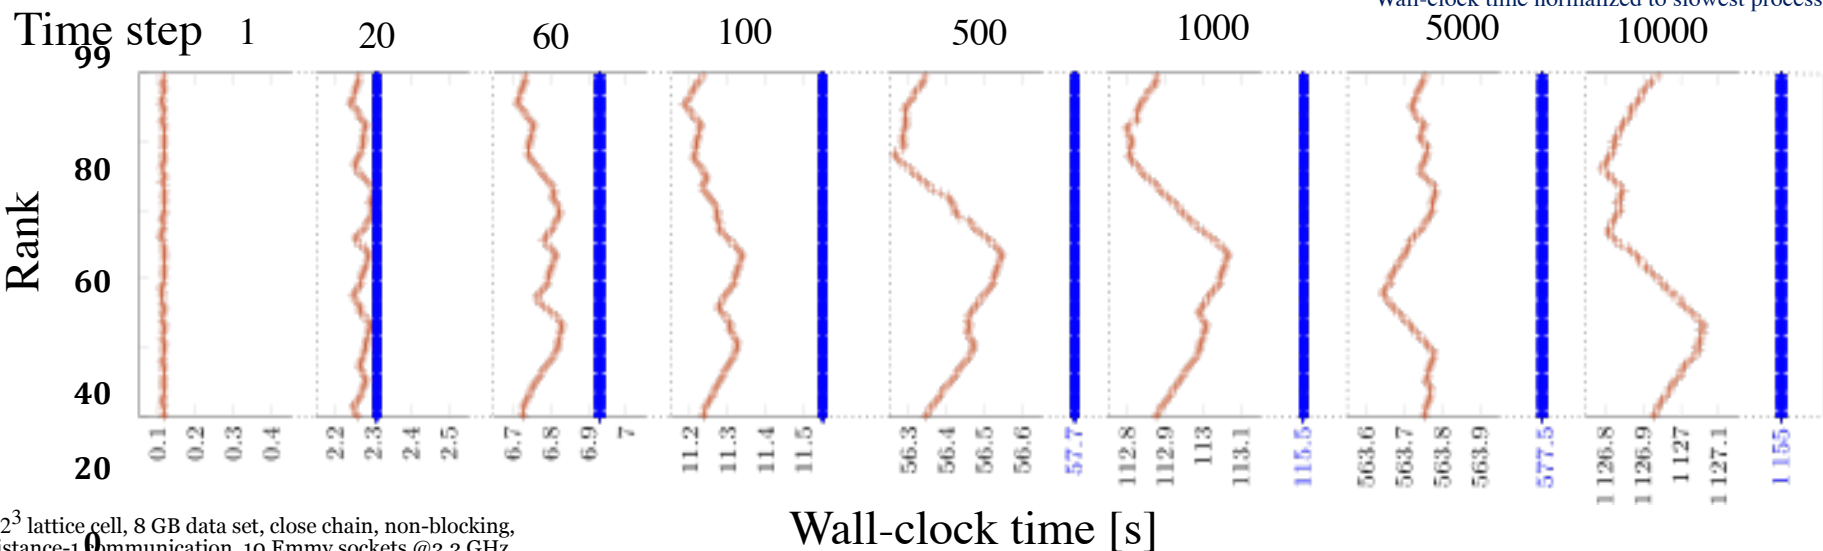 Wall-clock time normalized to slowest process
Time step 1 20 60 100 500 1000 5000 10000
99
80
60
40
20
0
Rank
0.1 0.2 0.3 0.4
2.2 2.3 2.4 2.5
6.7 6.8 6.9 7
11.2 11.3 11.4 11.5
56.3 56.4 56.5 56.6 57.7
112.8 112.9 113 113.1 115.5
563.6 563.7 563.8 563.9 577.5
1 126.8 1 126.9 1 127 1 127.1 1 155
Wall-clock time [s]
2³ lattice cell, 8 GB data set, close chain, non-blocking,
istance-1 communication, 10 Emmy sockets @2.2 GHz